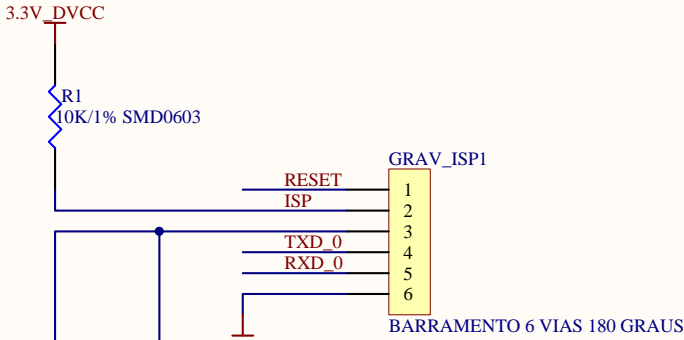 3.3V_DVCC
R1
10K/1% SMD0603
GRAV_ISP1
RESET
1
ISP
2
3
TXD_0
4
RXD_0
5
6
BARRAMENTO 6 VIAS 180 GRAUS